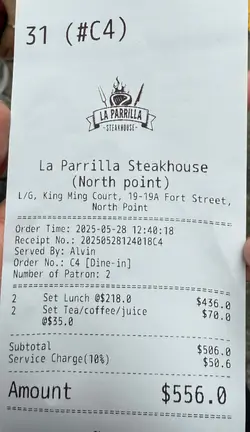 31 (#C4)
LA PARRILLA
STEAKHOUSE
La Parrilla Steakhouse
(North point)
L/G, King Ming Court, 19-19A Fort Street,
North Point
Order Time: 2025-05-28 12:40:18
Receipt No.: 20250528124018C4
Served By: Alvin
Order No.: C4 [Dine-in]
Number of Patron: 2
2 Set Lunch @$218.0 $436.0
2 Set Tea/coffee/juice $70.0
@$35.0
Subtotal $506.0
Service Charge(10%) $50.6
Amount $556.0